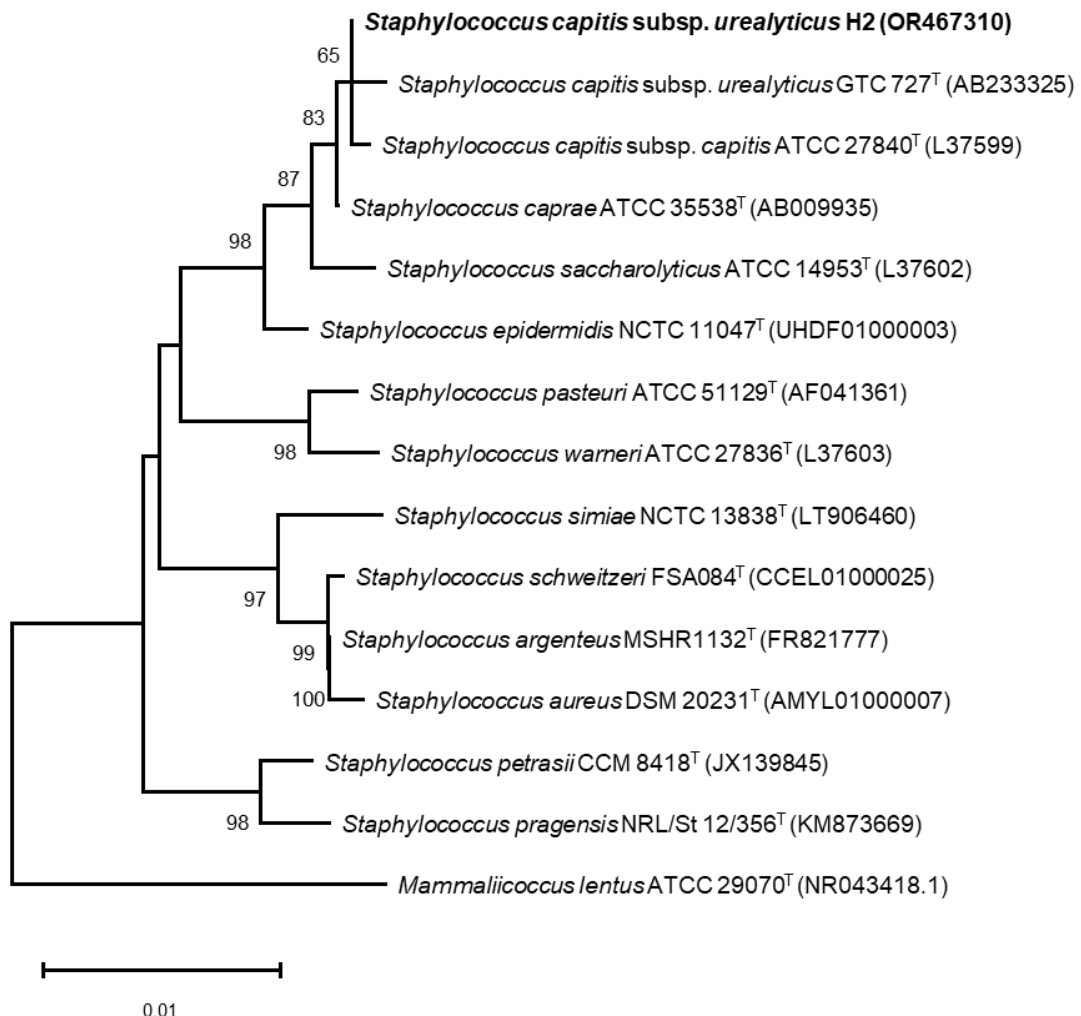 Staphylococcus capitis subsp. urealyticus H2 (OR467310)
65
Staphylococcus capitis subsp. urealyticus GTC 727T (AB233325)
83
Staphylococcus capitis subsp. capitis ATCC 27840T (L37599)
87
Staphylococcus caprae ATCC 35538T (AB009935)
98
Staphylococcus saccharolyticus ATCC 14953T (L37602)
Staphylococcus epidermidis NCTC 11047T (UHDF01000003)
Staphylococcus pasteuri ATCC 51129T (AF041361)
98
Staphylococcus warneri ATCC 27836T (L37603)
Staphylococcus simiae NCTC 13838T (LT906460)
Staphylococcus schweitzeri FSA084T (CCEL01000025)
97
Staphylococcus argenteus MSHR1132T (FR821777)
99
100
Staphylococcus aureus DSM 20231T (AMYL01000007)
Staphylococcus petrasii CCM 8418T (JX139845)
98
Staphylococcus pragensis NRL/St 12/356T (KM873669)
Mammaliicoccus lentus ATCC 29070T (NR043418.1)
0.01